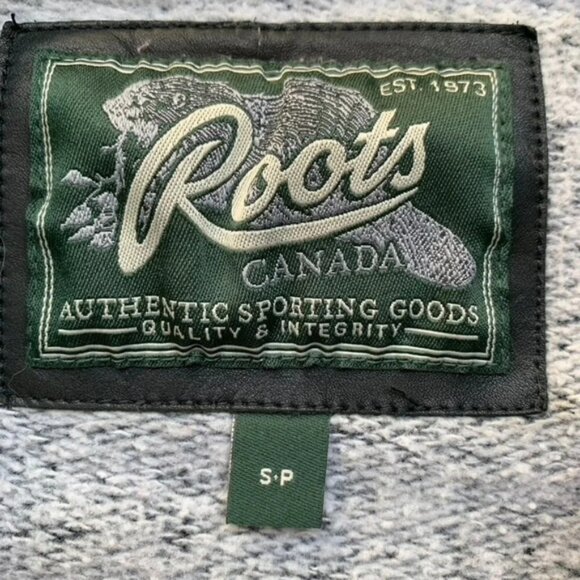 EST. 1973
Roots
CANADA
AUTHENTIC SPORTING GOODS
QUALITY & INTEGRITY
S•P